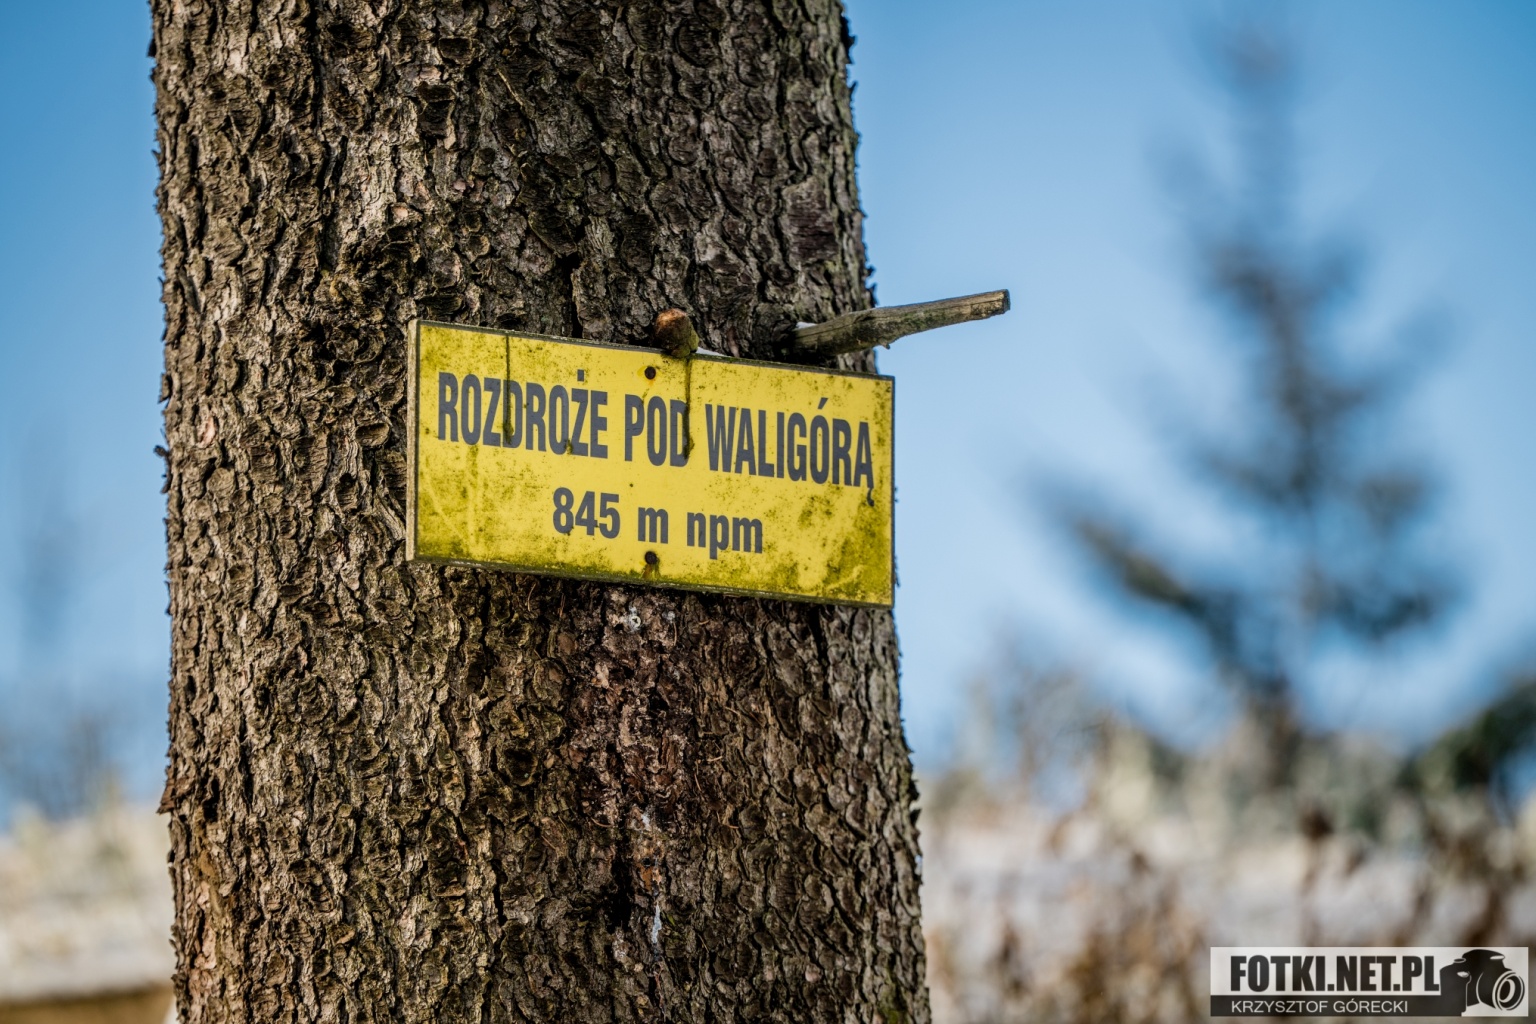 ROZDROŻE POD WALIGÓRĄ
845 m npm
FOTKI.NET.PL
KRZYSZTOF GÓRECKI